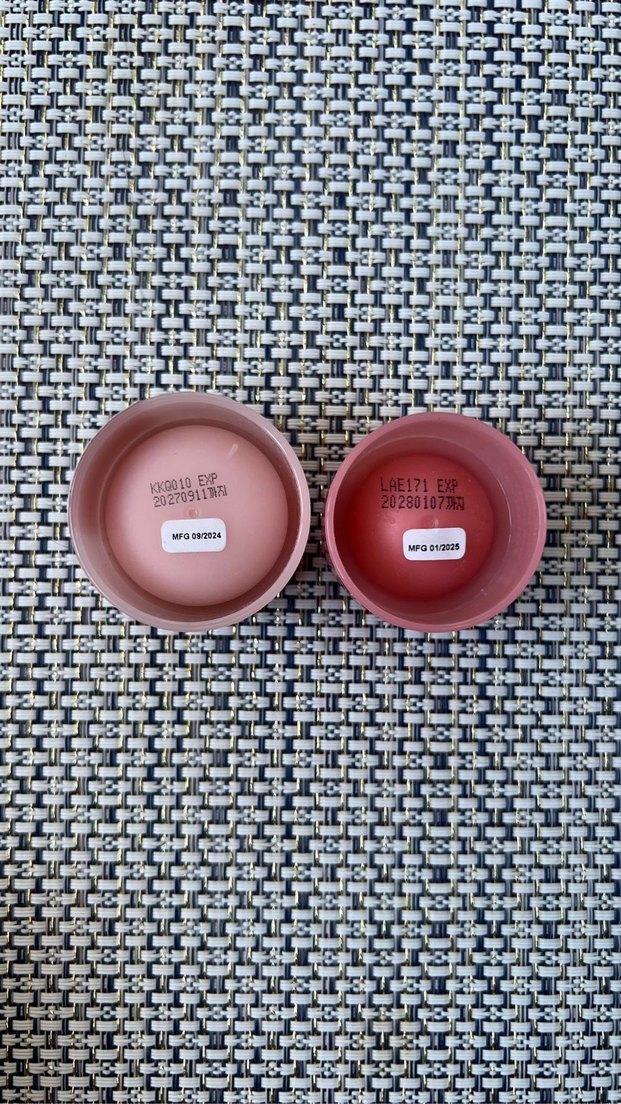 KKQ010 EXP
20270911까지
MFG 09/2024
LAE171 EXP
20280107까지
MFG 01/2025